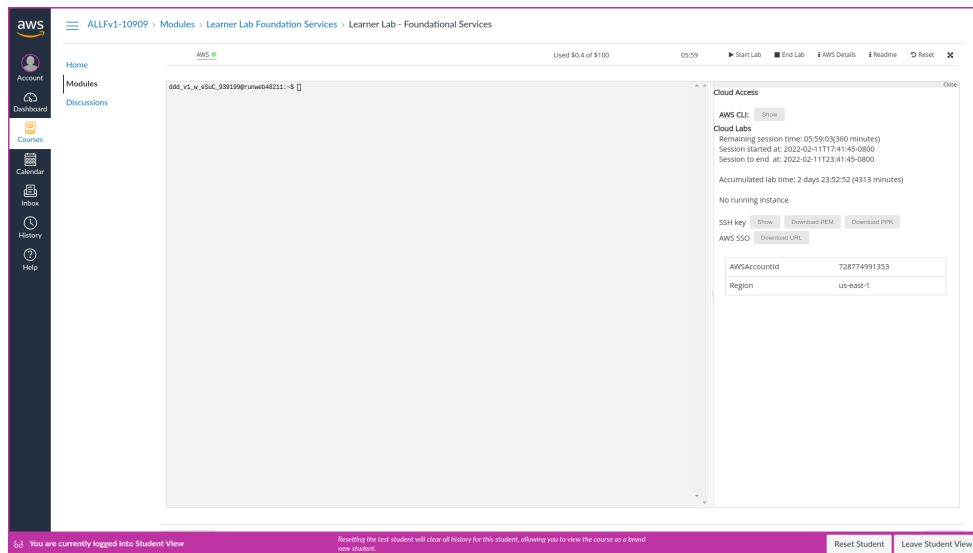 aws
ALLFv1-10909 › Modules › Learner Lab Foundation Services › Learner Lab - Foundational Services
Account
Dashboard
Courses
Calendar
Inbox
History
Help
Home
Modules
Discussions
AWS
Used $0.4 of $100
05:59
Start Lab
End Lab
AWS Details
Readme
Reset
ddd_v1_w_eSuC_939199@runweb48211:~$
Close
Cloud Access
AWS CLI: Show
Cloud Labs
Remaining session time: 05:59:03(360 minutes)
Session started at: 2022-02-11T17:41:45-0800
Session to end at: 2022-02-11T23:41:45-0800
Accumulated lab time: 2 days 23:52:52 (4313 minutes)
No running instance
SSH key Show Download PEM Download PPK
AWS SSO Download URL
AWSAccountId 728774991353
Region us-east-1
You are currently logged into Student View
Resetting the test student will clear all history for this student, allowing you to view the course as a brand
new student.
Reset Student
Leave Student View